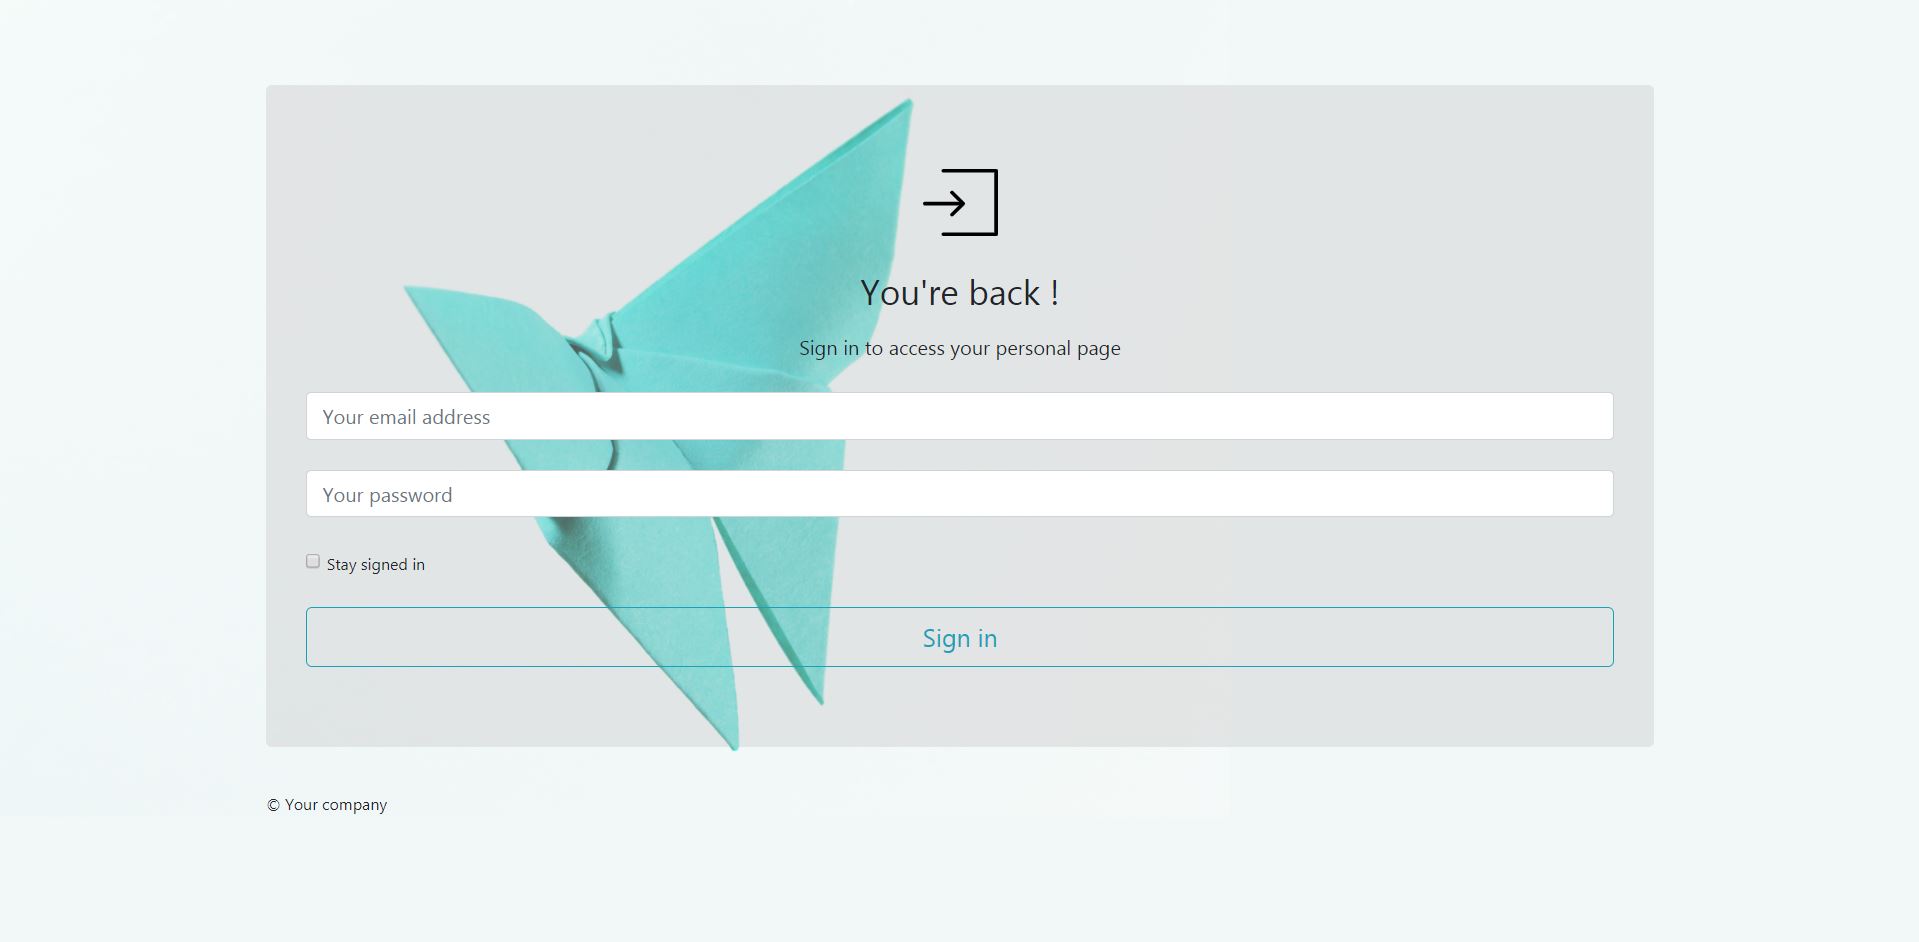 You're back !
Sign in to access your personal page
Your email address
Your password
Stay signed in
Sign in
© Your company